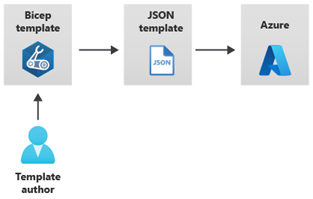 Bicep
template
JSON
template
Azure
JSON
Template
author